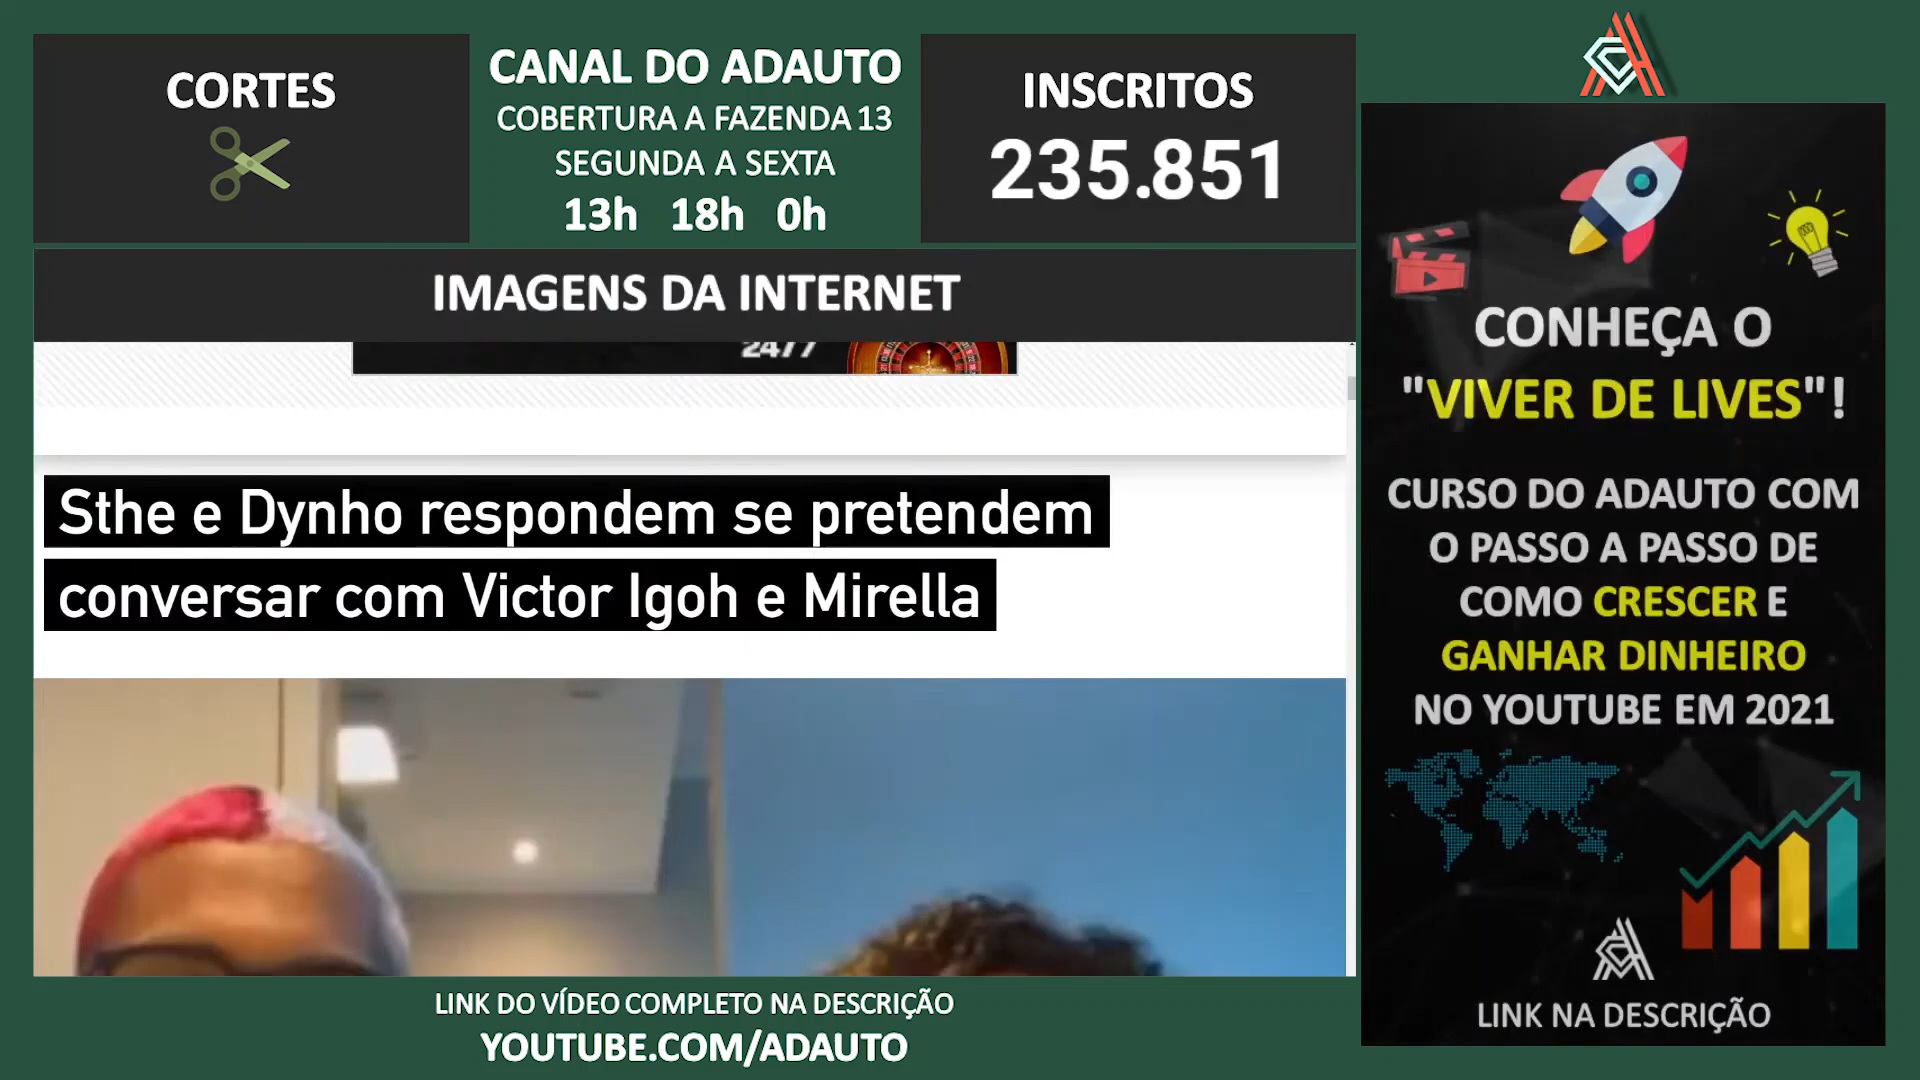 CORTES
CANAL DO ADAUTO
COBERTURA A FAZENDA 13
SEGUNDA A SEXTA
13h 18h 0h
INSCRITOS
235.851
IMAGENS DA INTERNET
24/7
Sthe e Dynho respondem se pretendem
conversar com Victor Igoh e Mirella
LINK DO VÍDEO COMPLETO NA DESCRIÇÃO
YOUTUBE.COM/ADAUTO
CONHEÇA O
"VIVER DE LIVES"!
CURSO DO ADAUTO COM
O PASSO A PASSO DE
COMO CRESCER E
GANHAR DINHEIRO
NO YOUTUBE EM 2021
LINK NA DESCRIÇÃO